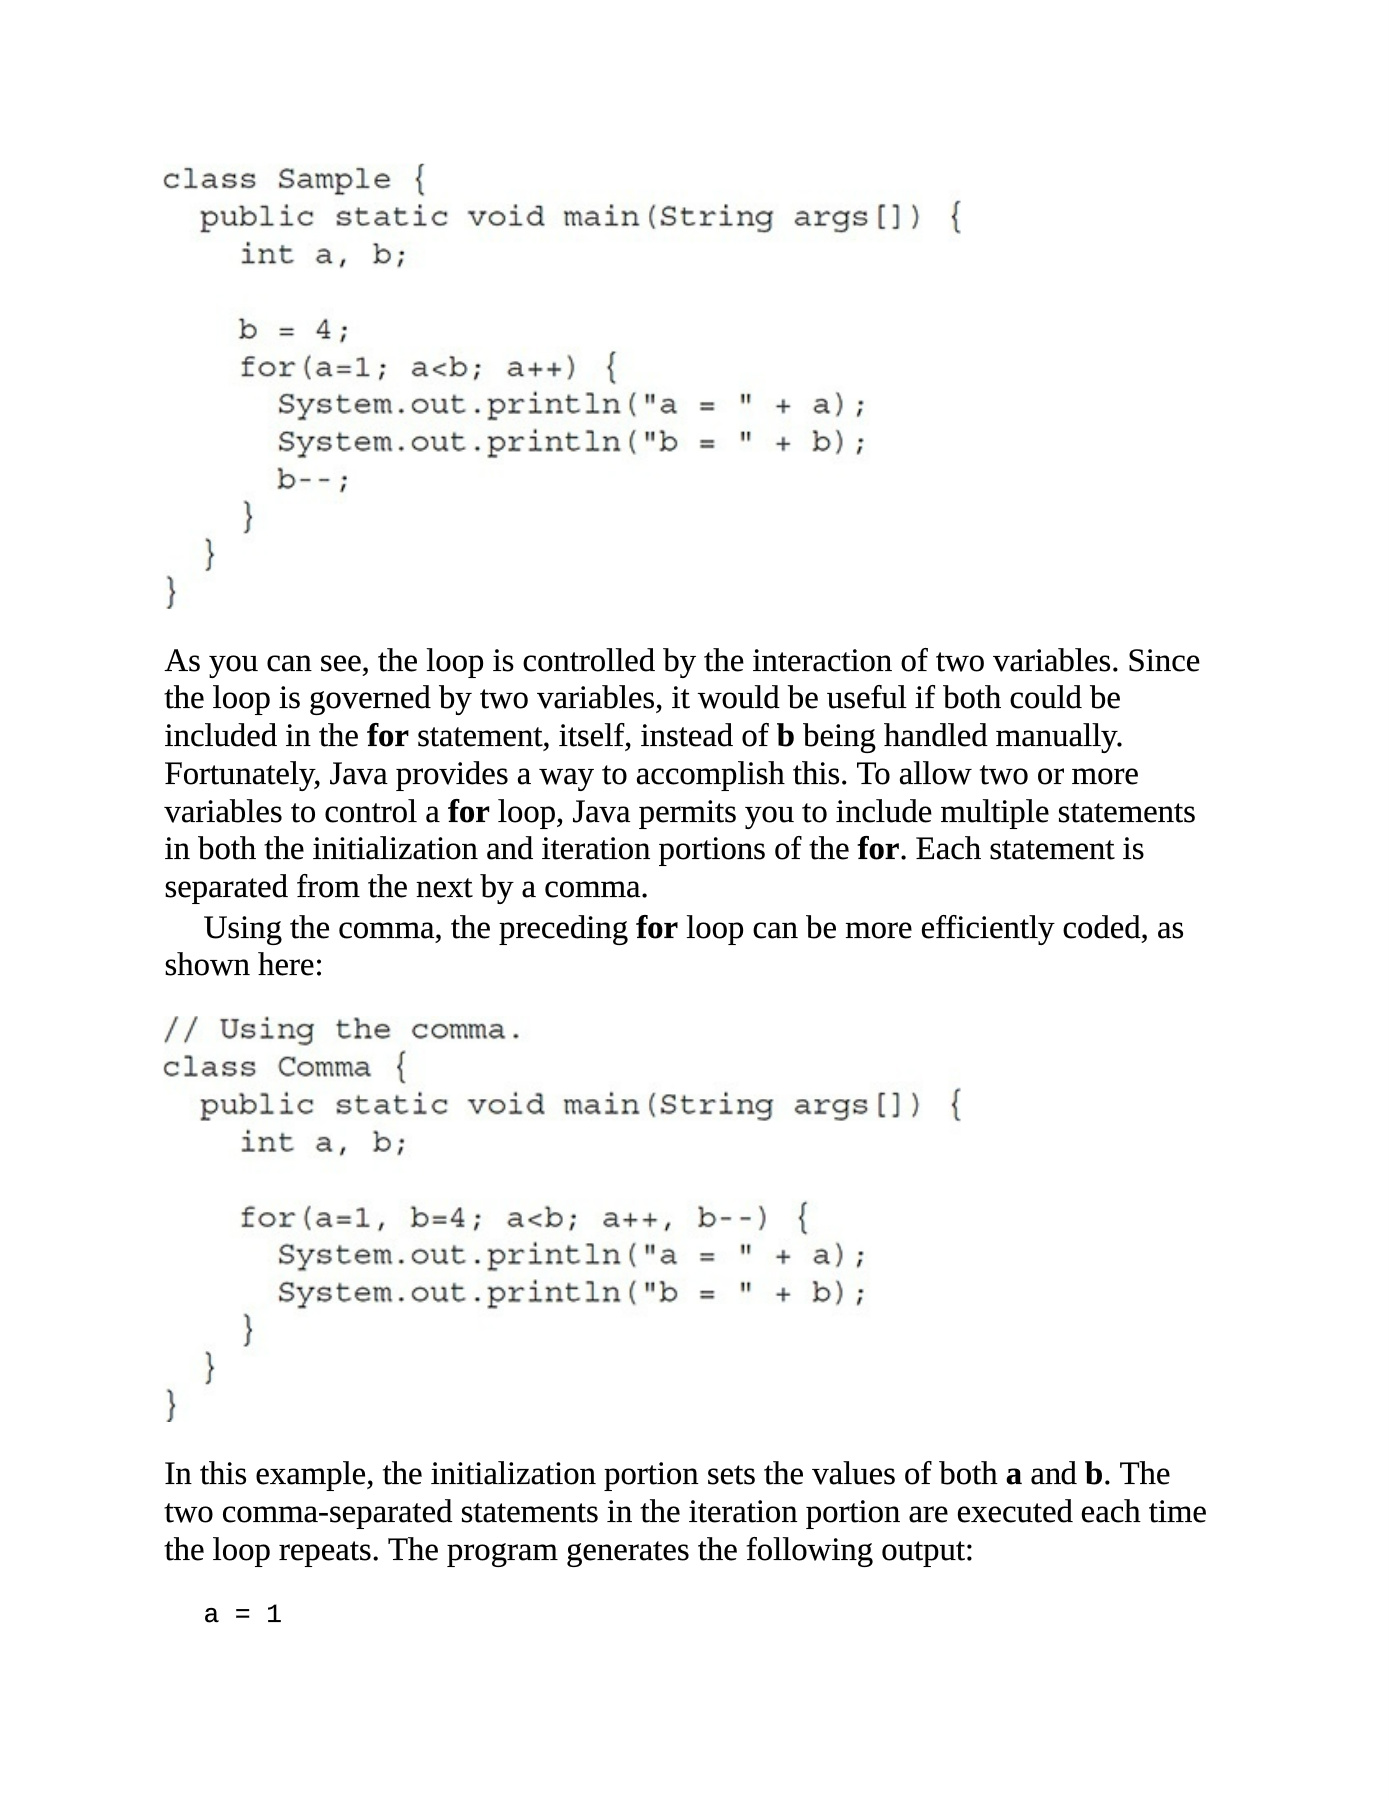 class Sample {
  public static void main(String args[]) {
    int a, b;

    b = 4;
    for(a=1; a<b; a++) {
      System.out.println("a = " + a);
      System.out.println("b = " + b);
      b--;
    }
  }
}
As you can see, the loop is controlled by the interaction of two variables. Since
the loop is governed by two variables, it would be useful if both could be
included in the for statement, itself, instead of b being handled manually.
Fortunately, Java provides a way to accomplish this. To allow two or more
variables to control a for loop, Java permits you to include multiple statements
in both the initialization and iteration portions of the for. Each statement is
separated from the next by a comma.
Using the comma, the preceding for loop can be more efficiently coded, as
shown here:
// Using the comma.
class Comma {
  public static void main(String args[]) {
    int a, b;

    for(a=1, b=4; a<b; a++, b--) {
      System.out.println("a = " + a);
      System.out.println("b = " + b);
    }
  }
}
In this example, the initialization portion sets the values of both a and b. The
two comma-separated statements in the iteration portion are executed each time
the loop repeats. The program generates the following output:
a = 1